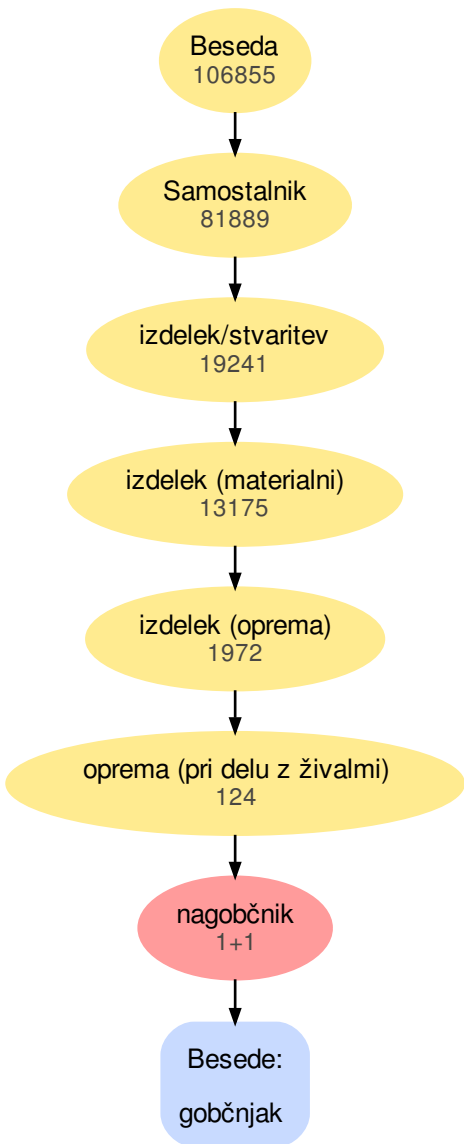 Beseda
106855
Samostalnik
81889
izdelek/stvaritev
19241
izdelek (materialni)
13175
izdelek (oprema)
1972
oprema (pri delu z živalmi)
124
nagobčnik
1+1
Besede:
gobčnjak